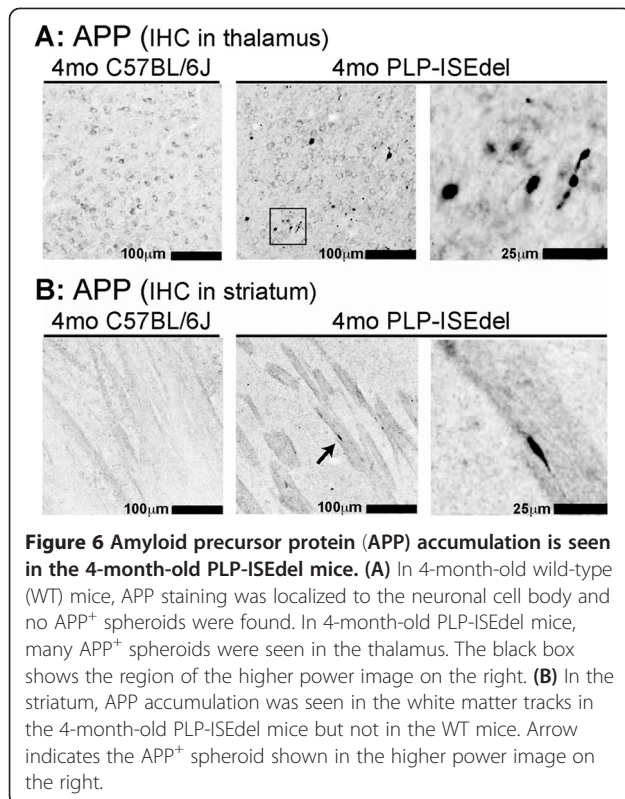 A: APP (IHC in thalamus)
4mo C57BL/6J 4mo PLP-ISEdel
100µm 100µm 25µm
B: APP (IHC in striatum)
4mo C57BL/6J 4mo PLP-ISEdel
100µm 100µm 25µm
Figure 6 Amyloid precursor protein (APP) accumulation is seen
in the 4-month-old PLP-ISEdel mice. (A) In 4-month-old wild-type
(WT) mice, APP staining was localized to the neuronal cell body and
no APP⁺ spheroids were found. In 4-month-old PLP-ISEdel mice,
many APP⁺ spheroids were seen in the thalamus. The black box
shows the region of the higher power image on the right. (B) In the
striatum, APP accumulation was seen in the white matter tracks in
the 4-month-old PLP-ISEdel mice but not in the WT mice. Arrow
indicates the APP⁺ spheroid shown in the higher power image on
the right.